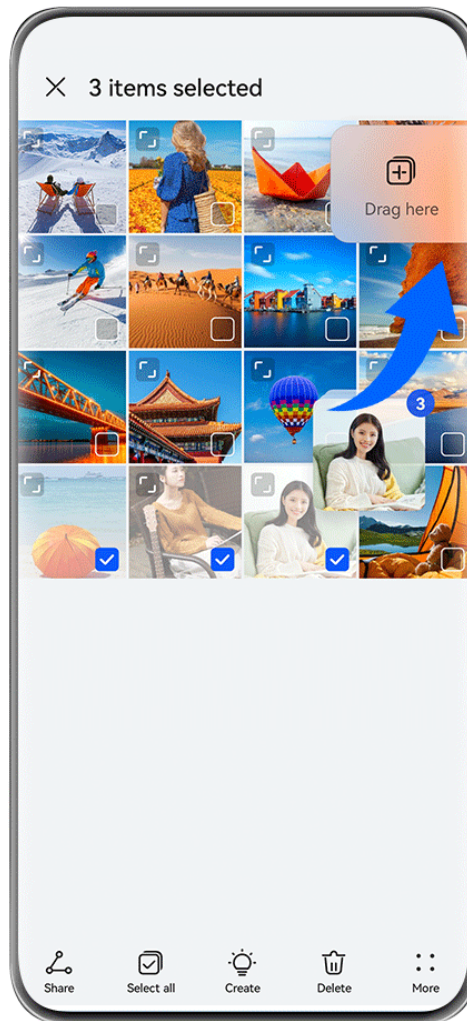 3 items selected
Drag here
3
Share
Select all
Create
Delete
More